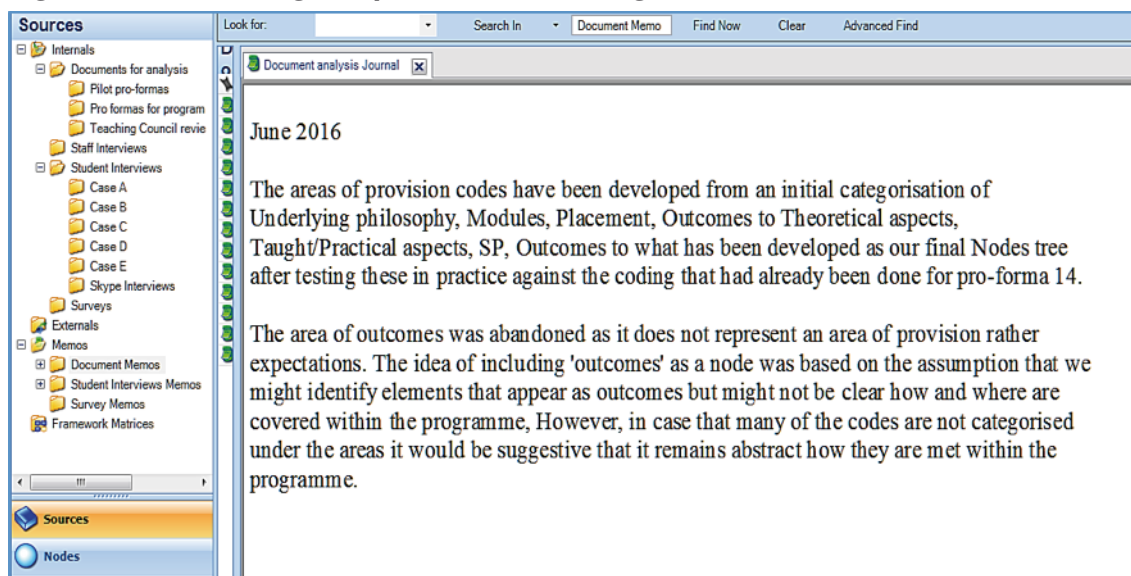 Sources
Look for:
Search In
Document Memo
Find Now
Clear
Advanced Find
Internals
Documents for analysis
Pilot pro-formas
Pro formas for program
Teaching Council revie
Staff Interviews
Student Interviews
Case A
Case B
Case C
Case D
Case E
Skype Interviews
Surveys
Externals
Memos
Document Memos
Student Interviews Memos
Survey Memos
Framework Matrices
Sources
Nodes
Document analysis Journal
June 2016
The areas of provision codes have been developed from an initial categorisation of
Underlying philosophy, Modules, Placement, Outcomes to Theoretical aspects,
Taught/Practical aspects, SP, Outcomes to what has been developed as our final Nodes tree
after testing these in practice against the coding that had already been done for pro-forma 14.
The area of outcomes was abandoned as it does not represent an area of provision rather
expectations. The idea of including 'outcomes' as a node was based on the assumption that we
might identify elements that appear as outcomes but might not be clear how and where are
covered within the programme, However, in case that many of the codes are not categorised
under the areas it would be suggestive that it remains abstract how they are met within the
programme.